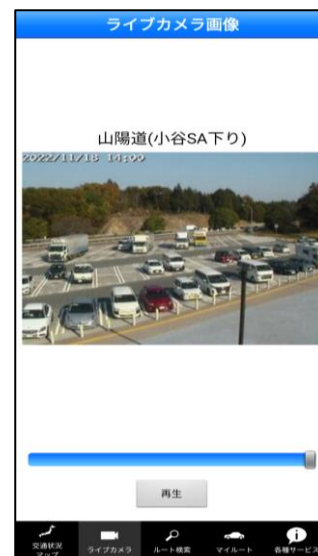 ライブカメラ画像
山陽道(小谷SA下り)
2022/11/18 14:00
再生
交通状況
マップ
ライブカメラ
ルート検索
マイルート
各種サービス